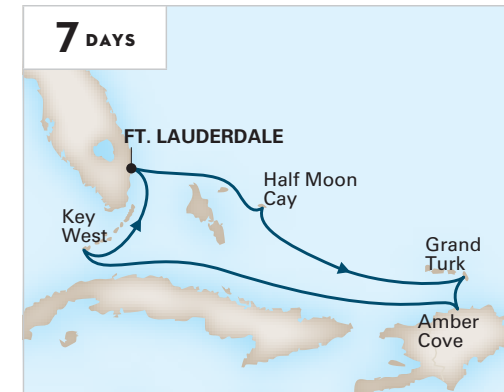 7 DAYS
FT. LAUDERDALE
Half Moon
Cay
Key
West
Grand
Turk
Amber
Cove